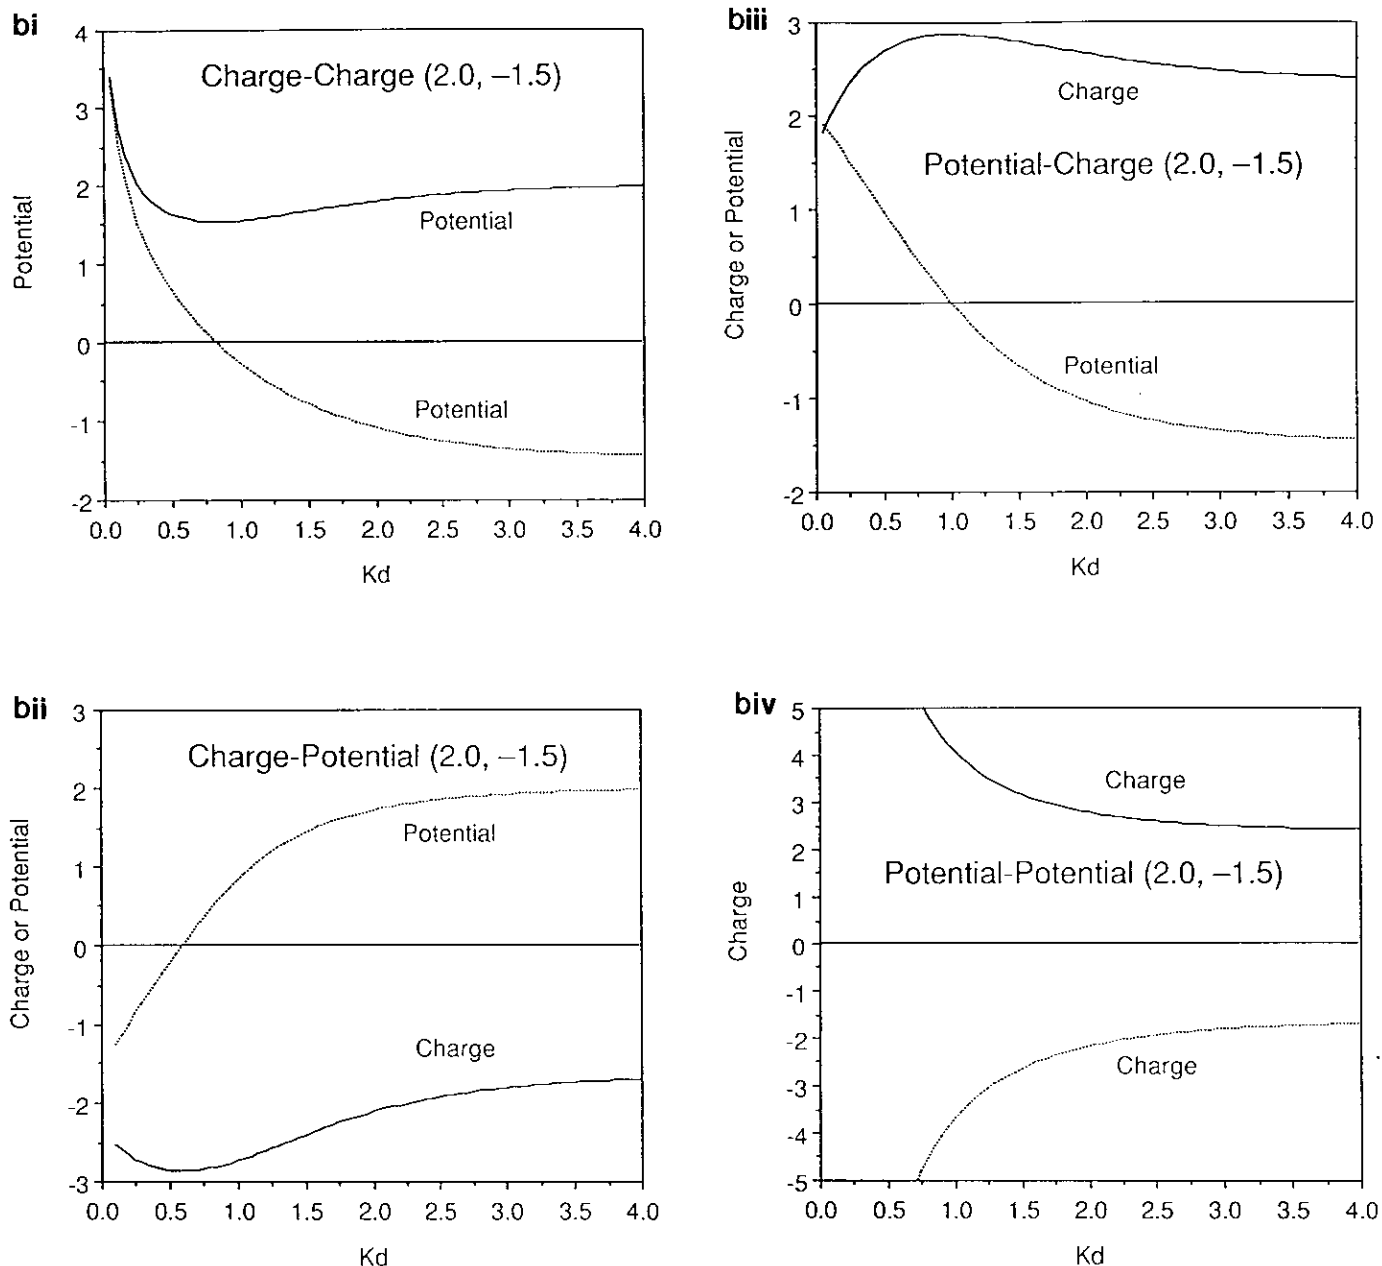 bi
Charge-Charge (2.0, –1.5)
Potential
Potential
Potential
4
3
2
1
0
-1
-2
0.0 0.5 1.0 1.5 2.0 2.5 3.0 3.5 4.0
Kd
biii
Charge
Potential-Charge (2.0, –1.5)
Potential
Charge or Potential
3
2
1
0
-1
-2
0.0 0.5 1.0 1.5 2.0 2.5 3.0 3.5 4.0
Kd
bii
Charge-Potential (2.0, –1.5)
Potential
Charge
Charge or Potential
3
2
1
0
-1
-2
-3
0.0 0.5 1.0 1.5 2.0 2.5 3.0 3.5 4.0
Kd
biv
Charge
Potential-Potential (2.0, –1.5)
Charge
Charge
5
4
3
2
1
0
-1
-2
-3
-4
-5
0.0 0.5 1.0 1.5 2.0 2.5 3.0 3.5 4.0
Kd